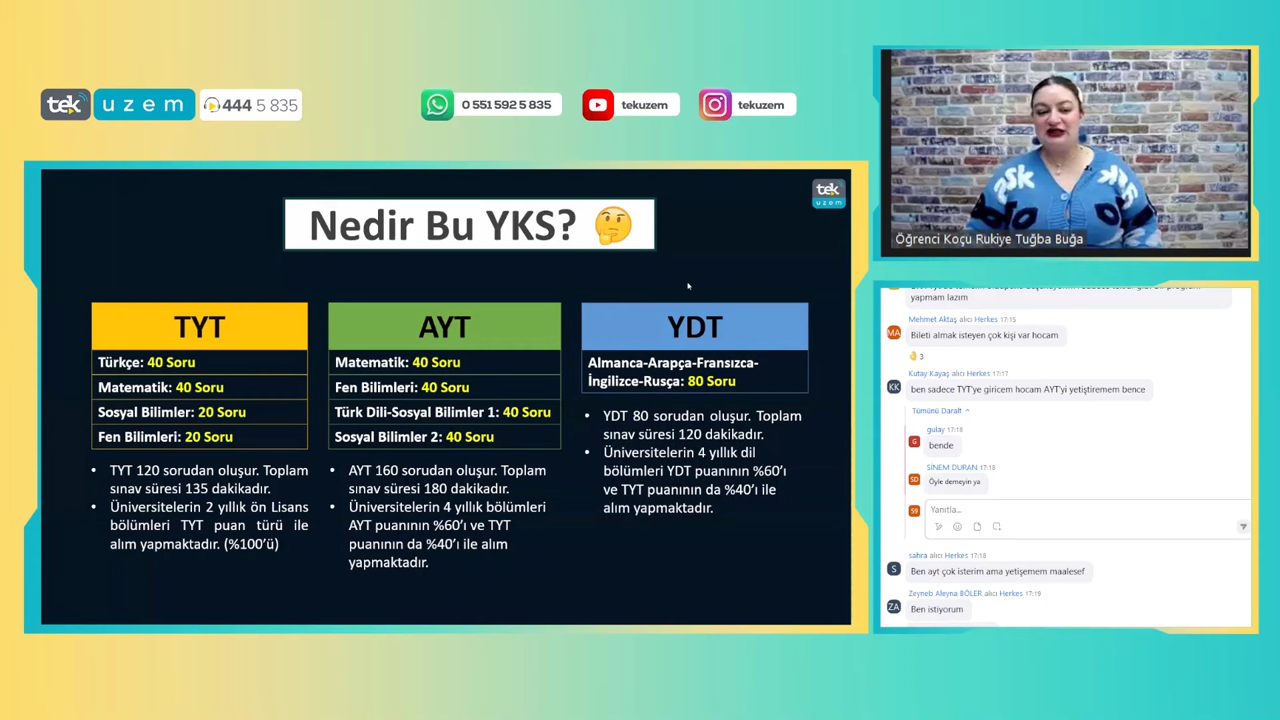 tek uzem 444 5 835
0 551 592 5 835
tekuzem
tekuzem
tek
uzem
Nedir Bu YKS?
TYT
Türkçe: 40 Soru
Matematik: 40 Soru
Sosyal Bilimler: 20 Soru
Fen Bilimleri: 20 Soru
• TYT 120 sorudan oluşur. Toplam
sınav süresi 135 dakikadır.
• Üniversitelerin 2 yıllık ön Lisans
bölümleri TYT puan türü ile
alım yapmaktadır. (%100'ü)
AYT
Matematik: 40 Soru
Fen Bilimleri: 40 Soru
Türk Dili-Sosyal Bilimler 1: 40 Soru
Sosyal Bilimler 2: 40 Soru
• AYT 160 sorudan oluşur. Toplam
sınav süresi 180 dakikadır.
• Üniversitelerin 4 yıllık bölümleri
AYT puanının %60'ı ve TYT
puanının da %40'ı ile alım
yapmaktadır.
YDT
Almanca-Arapça-Fransızca-
İngilizce-Rusça: 80 Soru
• YDT 80 sorudan oluşur. Toplam
sınav süresi 120 dakikadır.
• Üniversitelerin 4 yıllık dil
bölümleri YDT puanının %60'ı
ve TYT puanının da %40'ı ile
alım yapmaktadır.
Öğrenci Koçu Rukiye Tuğba Buğa
yapmam lazım
Mehmet Aktaş alıcı Herkes 17:15
MA
Bileti almak isteyen çok kişi var hocam
3
Kutay Kayaş alıcı Herkes 17:17
KK
ben sadece TYT'ye giricem hocam AYT'yi yetiştiremem bence
Tümünü Daralt
gulay 17:18
G
bende
SİNEM DURAN 17:18
SD
Öyle demeyin ya
S9
Yanıtla...
sahra alıcı Herkes 17:18
S
Ben ayt çok isterim ama yetişemem maalesef
Zeyneb Aleyna BÖLER alıcı Herkes 17:19
ZA
Ben istiyorum